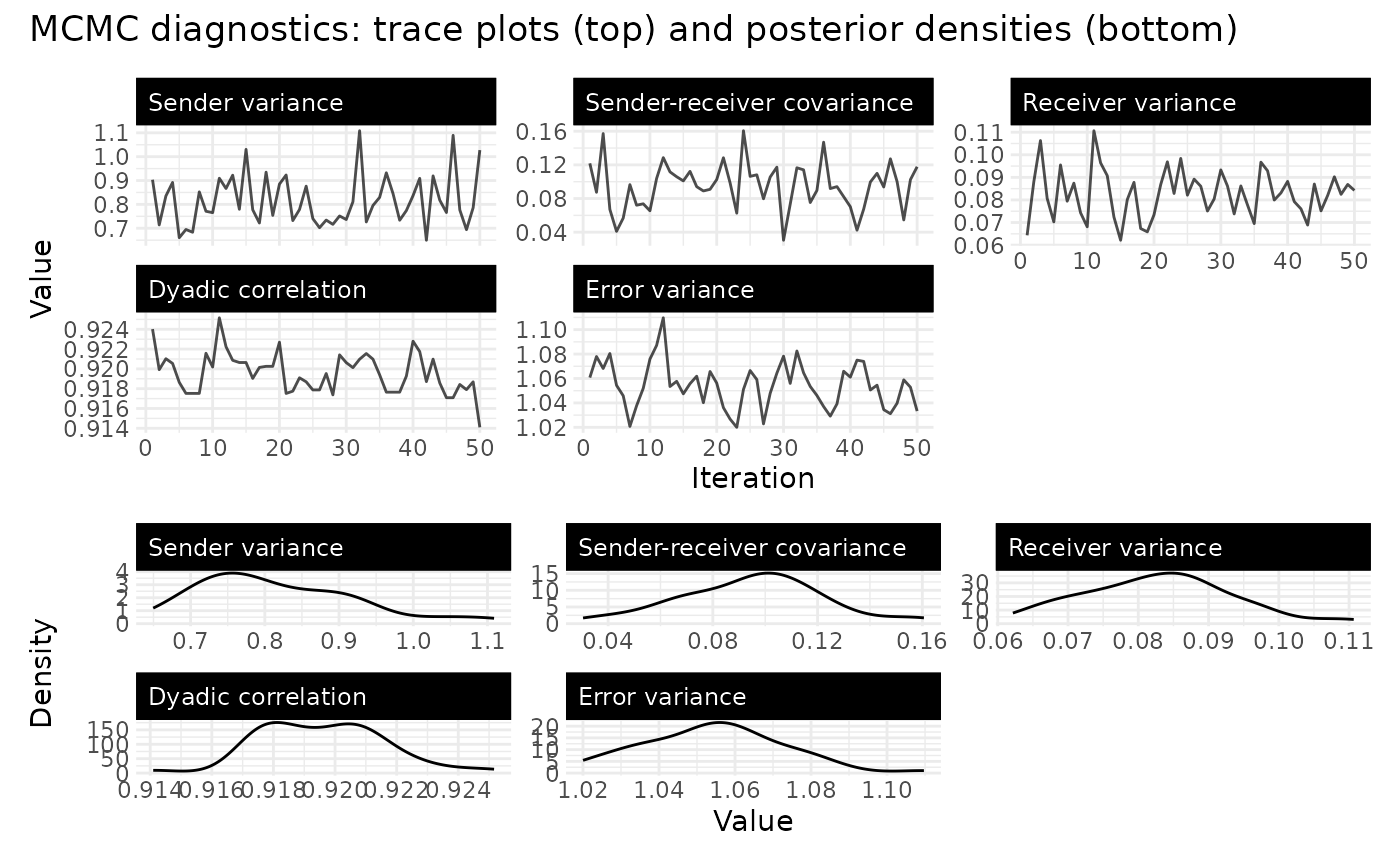 MCMC diagnostics: trace plots (top) and posterior densities (bottom)
Sender variance
Sender-receiver covariance
Receiver variance
1.1
1.0
0.9
0.8
0.7
0.16
0.12
0.08
0.04
0.11
0.10
0.09
0.08
0.07
0.06
0 10 20 30 40 50
Value
Dyadic correlation
Error variance
0.924
0.922
0.920
0.918
0.916
0.914
0 10 20 30 40 50
1.10
1.08
1.06
1.04
1.02
0 10 20 30 40 50
Iteration
Sender variance
Sender-receiver covariance
Receiver variance
4
3
2
1
0
0.7 0.8 0.9 1.0 1.1
15
10
5
0
0.04 0.08 0.12 0.16
30
20
10
0
0.06 0.07 0.08 0.09 0.10 0.11
Density
Dyadic correlation
Error variance
150
100
50
0
0.914 0.916 0.918 0.920 0.922 0.924
20
15
10
5
0
1.02 1.04 1.06 1.08 1.10
Value